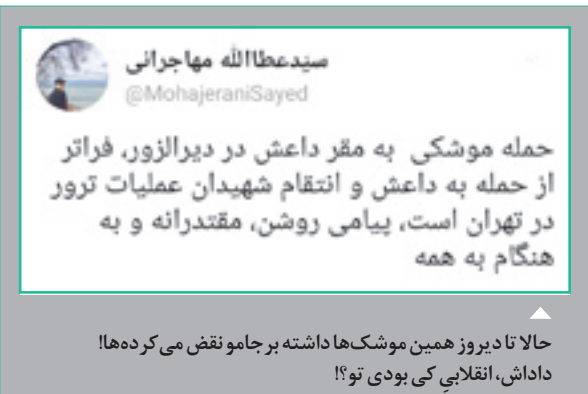 سیدعطاالله مهاجرانی
@MohajeraniSayed
حمله موشکی به مقر داعش در دیرالزور، فراتر
از حمله به داعش و انتقام شهیدان عملیات ترور
در تهران است، پیامی روشن، مقتدرانه و به
هنگام به همه
حالا تا دیروز همین موشک‌ها داشته برجامو نقض می‌کرده‌ها!
داداش، انقلابیِ کی بودی تو؟!